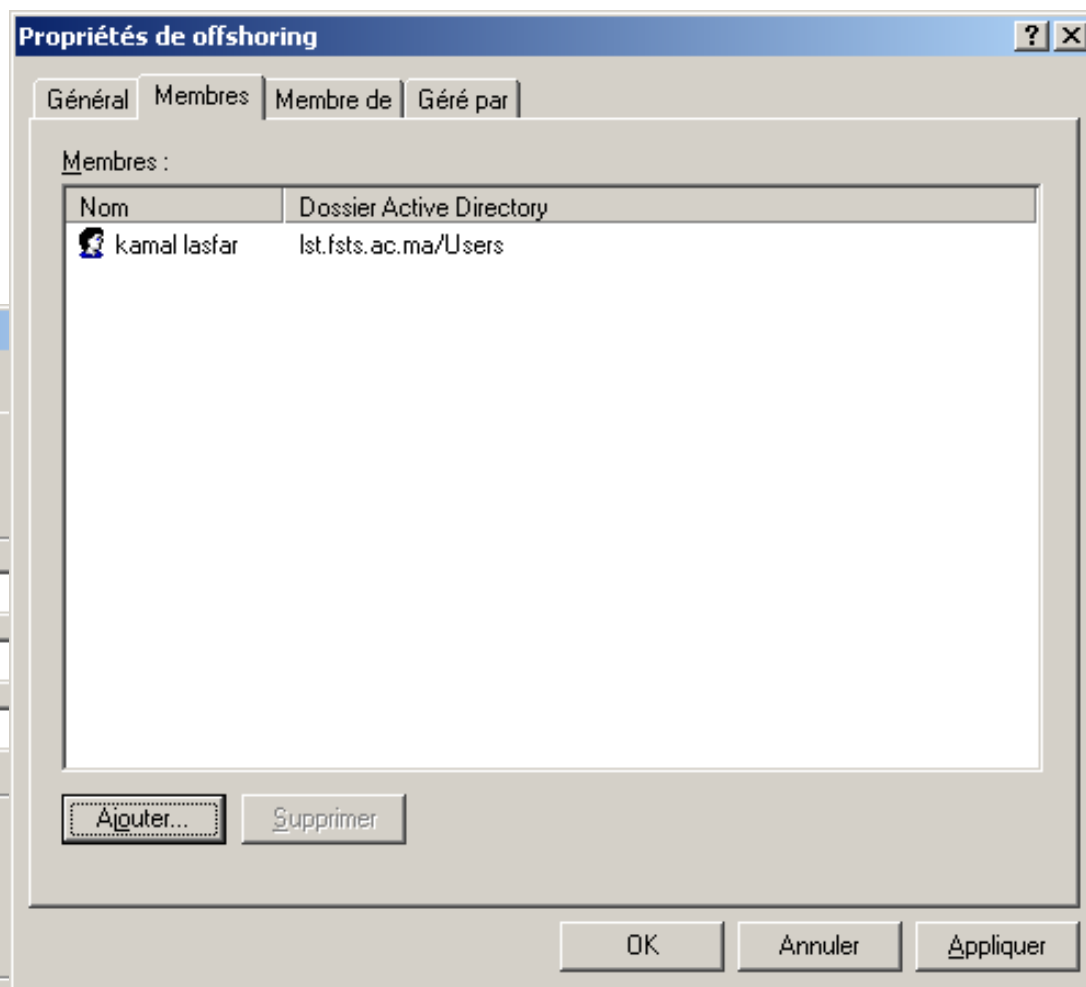 Propriétés de offshoring
Général Membres Membre de Géré par
Membres :
Nom Dossier Active Directory
kamal lasfar lst.fsts.ac.ma/Users
Ajouter... Supprimer
OK Annuler Appliquer